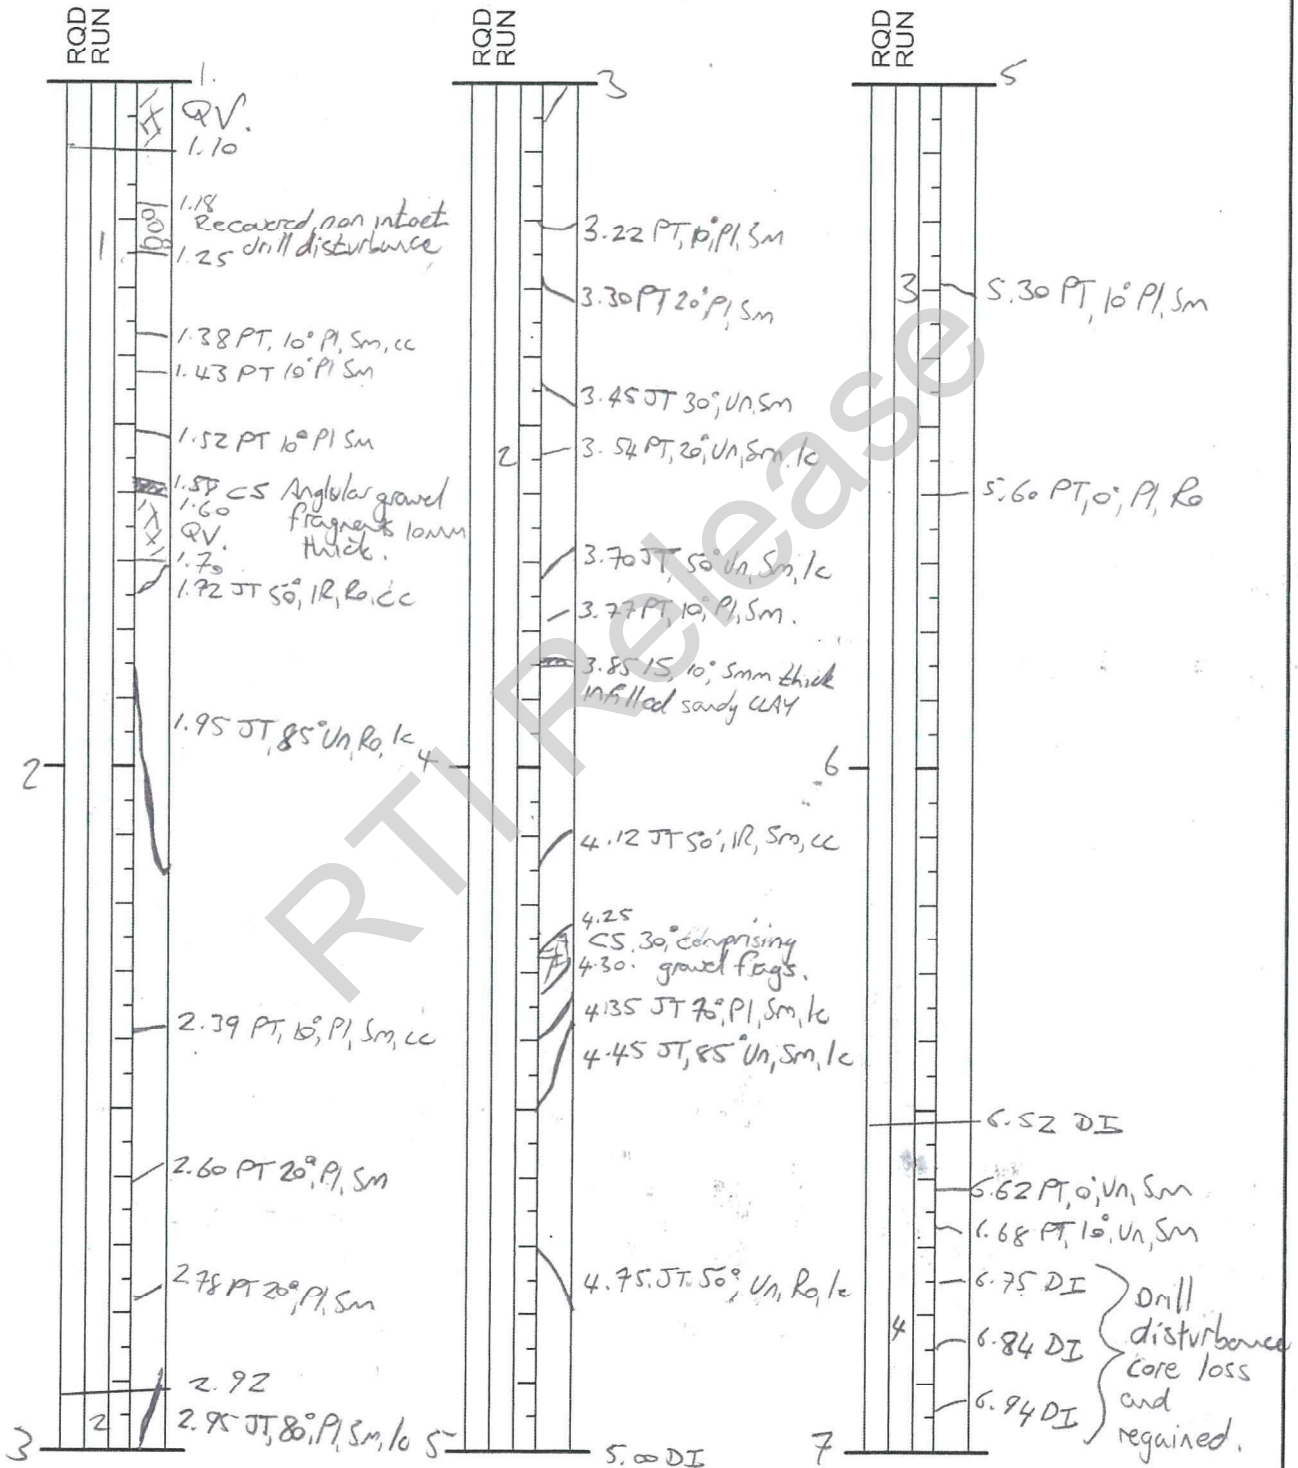 RQD
RUN
1.
QV.
1.10
1.18
Recovered, non intact
drill disturbance
1
1.25
1.38 PT, 10° Pl, Sm, cc
1.43 PT 10° Pl Sm
1.52 PT 10° Pl Sm
CS Anglular gravel
1.60 fragments 10mm
QV. thick.
1.70
1.72 JT 50°, IR, Ro, cc
1.95 JT, 85° Un, Ro, lc
2
2.39 PT, 10°, Pl, Sm, cc
2.60 PT 20°, Pl, Sm
2.78 PT 20°, Pl, Sm
2.92
2
2.95 JT, 80°, Pl, Sm,
3
RQD
RUN
3
3.22 PT, 10°, Pl, Sm
3.30 PT 20° Pl, Sm
3.45 JT 30°, Un, Sm
2
3.54 PT, 20°, Un, Sm, lc
3.70 JT, 50° Un, Sm, lc
3.77 PT, 10°, Pl, Sm.
3.85 IS, 10°, 5mm thick
infilled sandy CLAY
4
4.12 JT 50°, IR, Sm, cc
4.25
CS 30°, comprising
4.30. gravel frags.
4.35 JT 70°, Pl, Sm, lc
4.45 JT, 85° Un, Sm, lc
4.75 JT 50°, Un, Ro, lc
5
5.00 DI
RQD
RUN
5
3
5.30 PT, 10° Pl, Sm
5.60 PT, 0°, Pl, Ro
6
6.52 DI
6.62 PT, 0°, Un, Sm
6.68 PT, 10°, Un, Sm
6.75 DI
4
6.84 DI
6.94 DI
Drill
disturbance
core loss
and
regained.
7
RTI Release